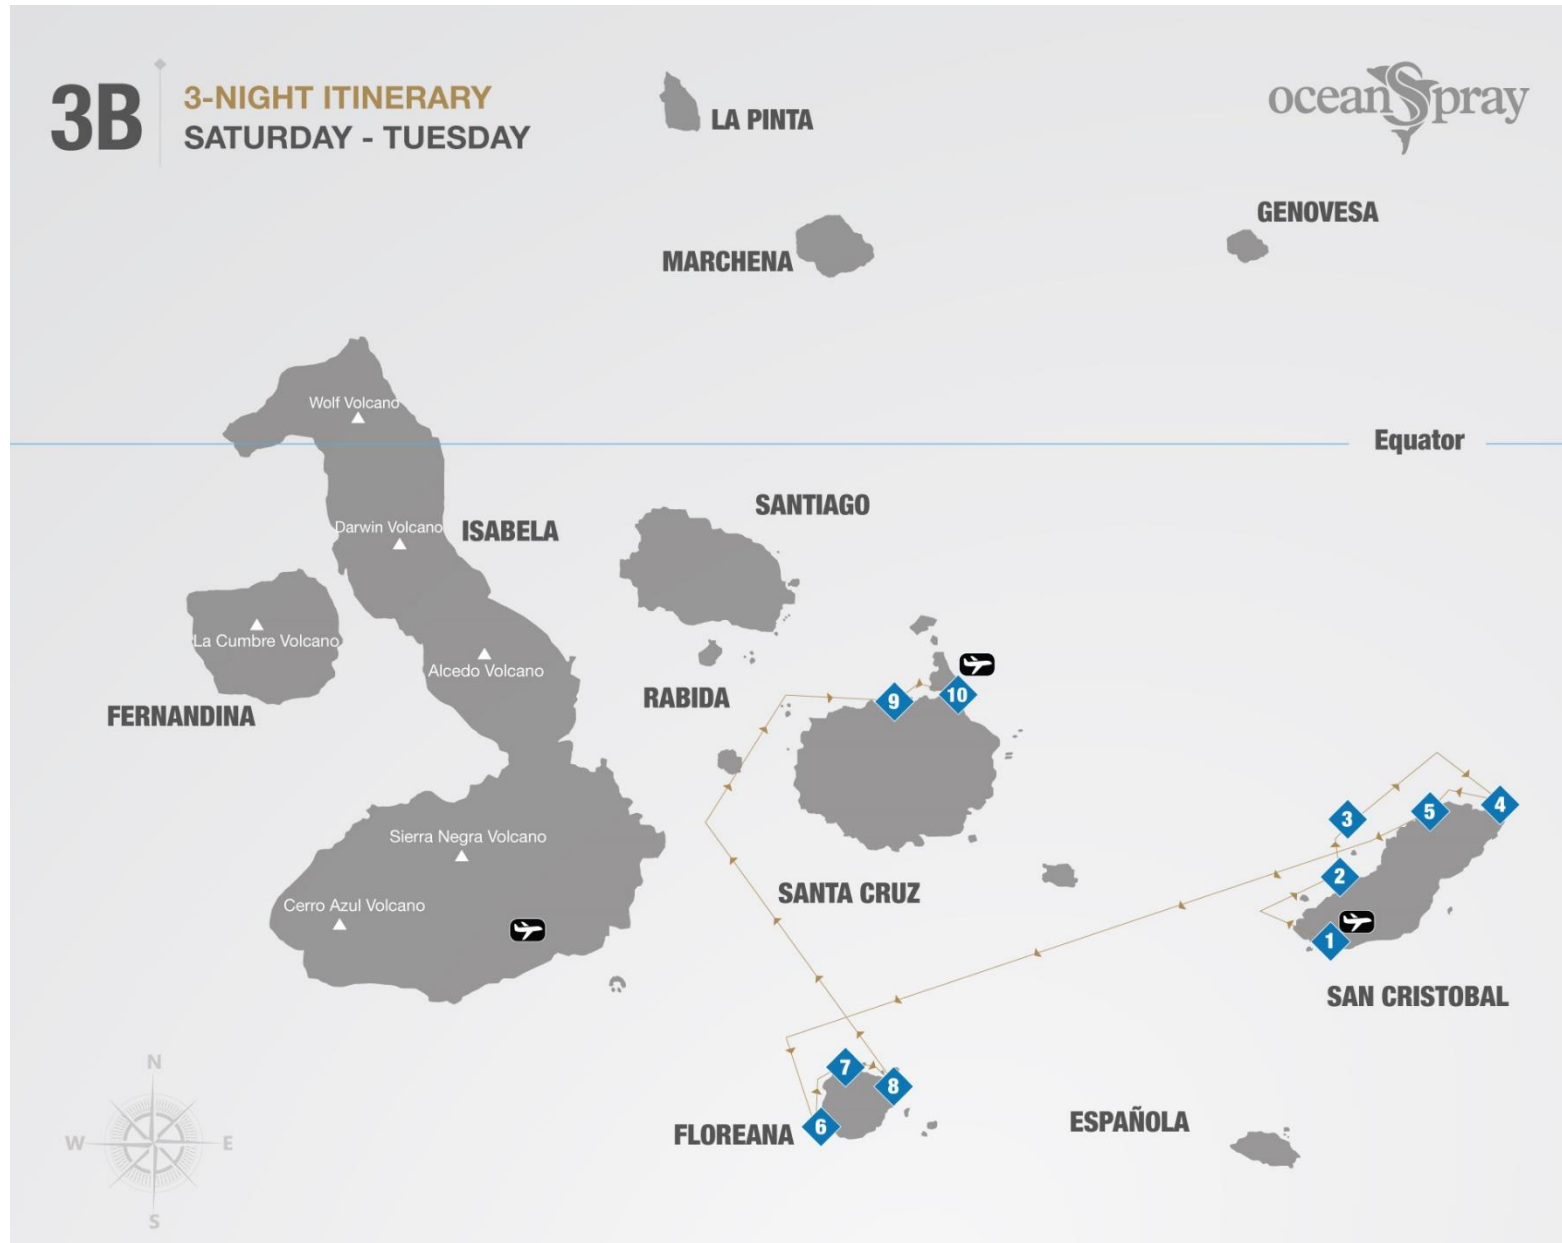 3B
3-NIGHT ITINERARY
SATURDAY - TUESDAY
oceanSpray
LA PINTA
GENOVESA
MARCHENA
Wolf Volcano
Equator
SANTIAGO
Darwin Volcano
ISABELA
La Cumbre Volcano
Alcedo Volcano
RABIDA
FERNANDINA
9
10
3
5
4
Sierra Negra Volcano
2
SANTA CRUZ
Cerro Azul Volcano
1
SAN CRISTOBAL
7
8
6
FLOREANA
ESPAÑOLA
N
W
E
S